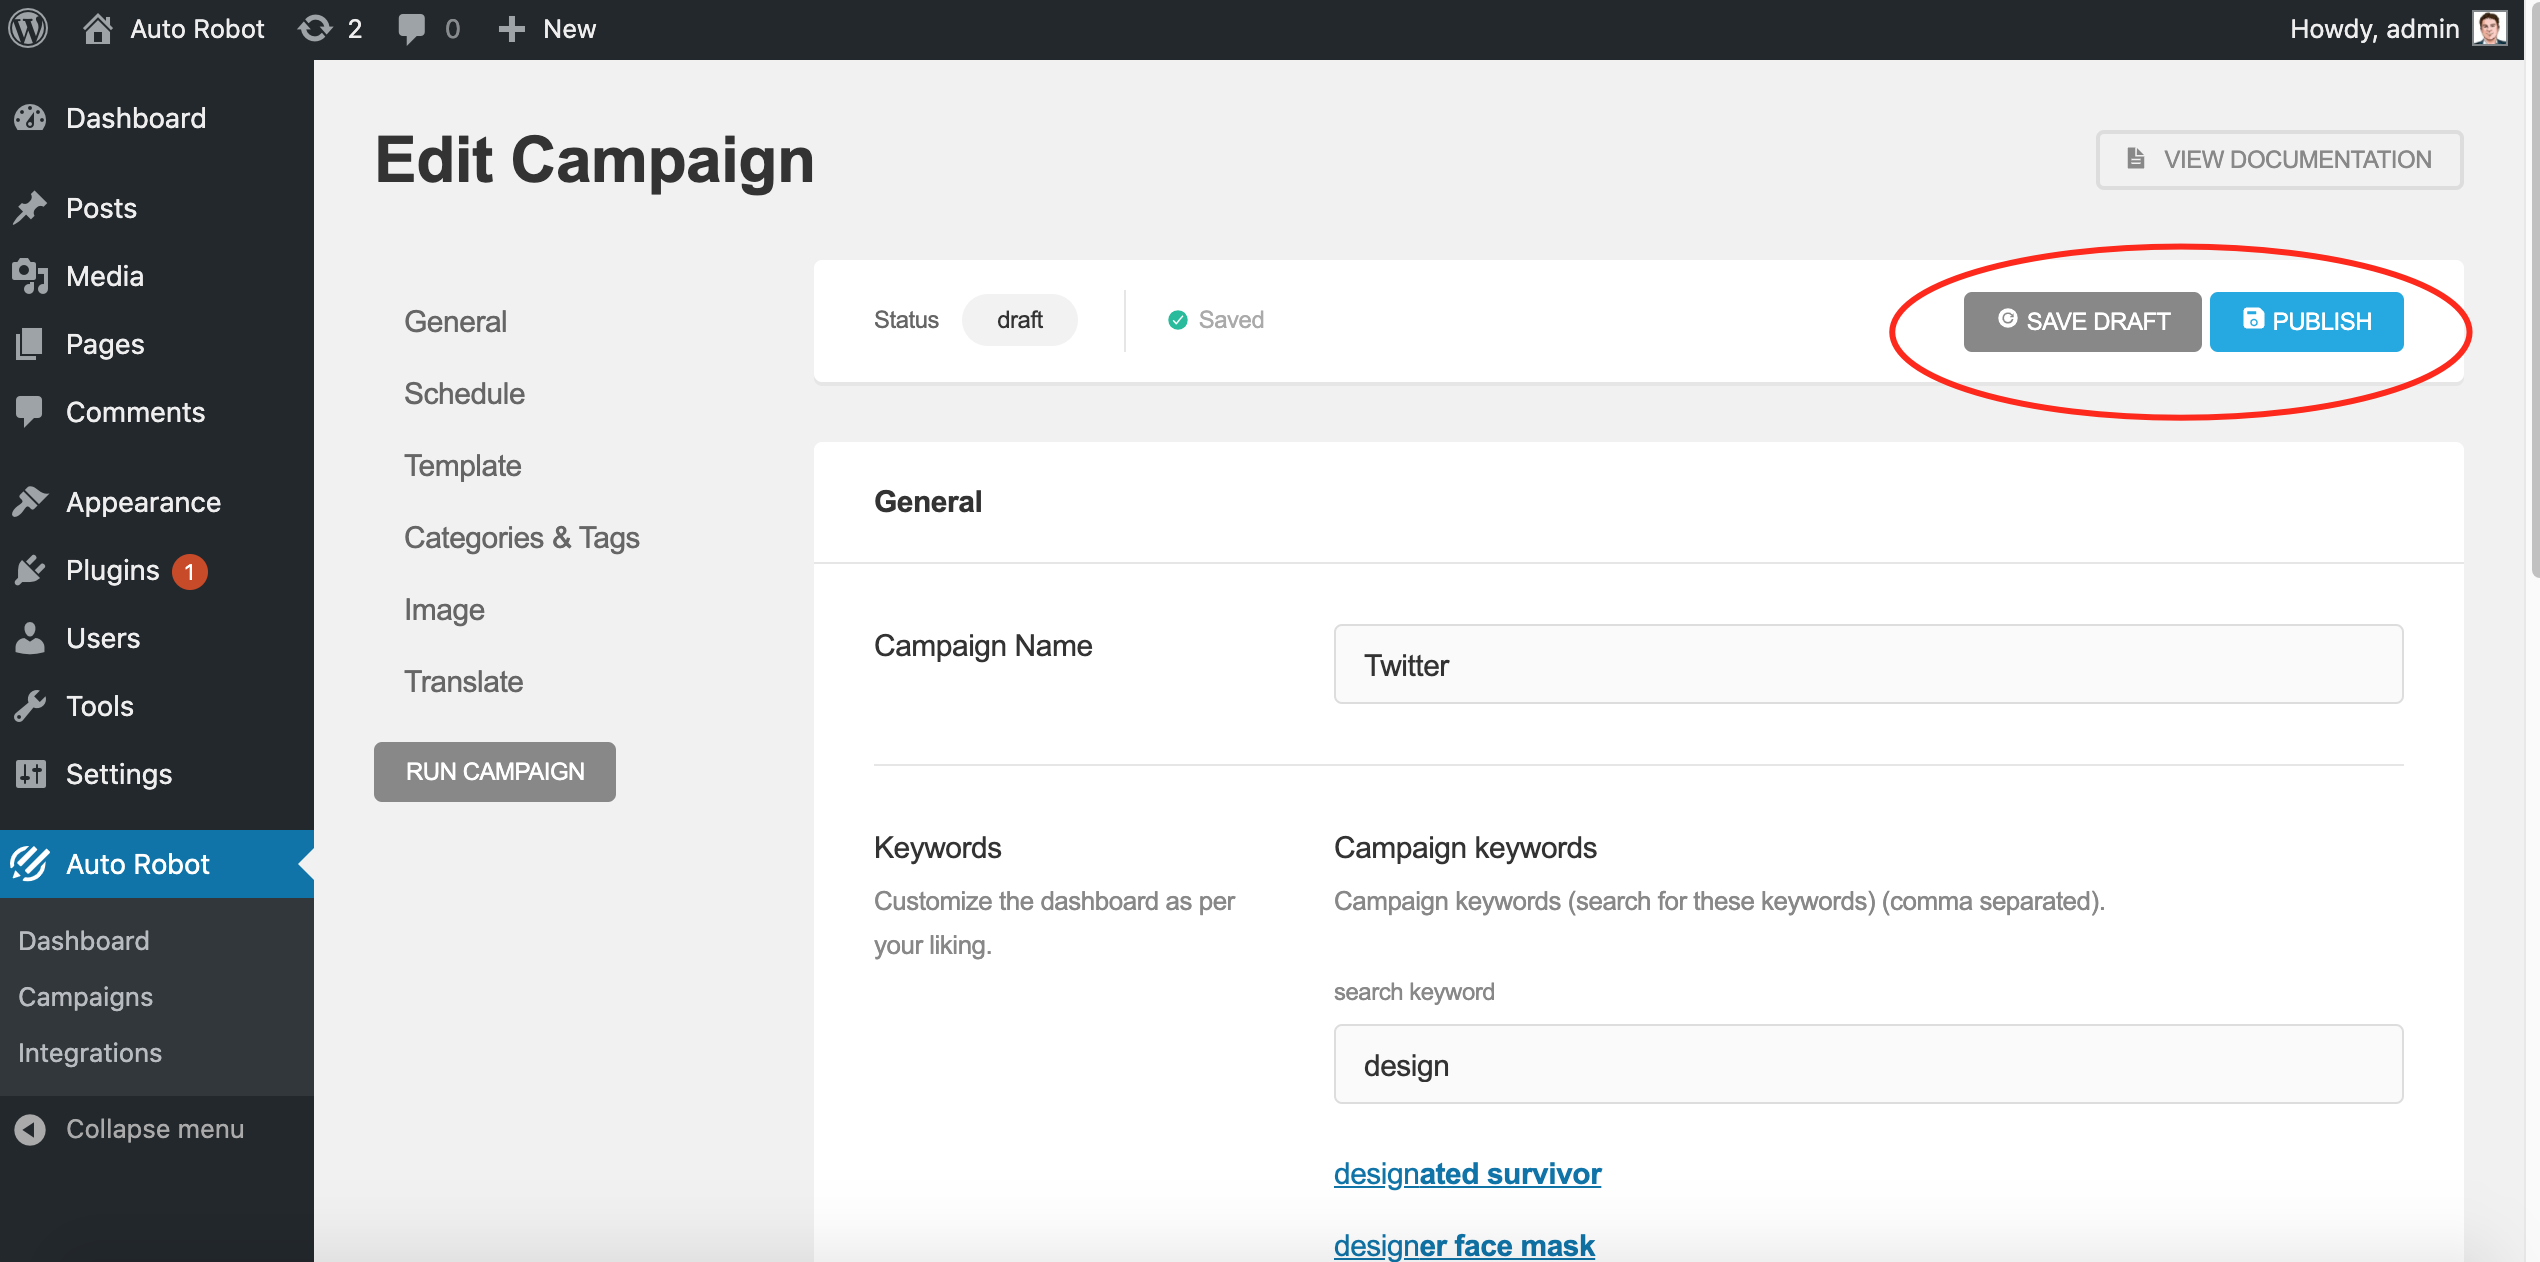 Auto Robot 2 0 New Howdy, admin
Dashboard
Posts
Media
Pages
Comments
Appearance
Plugins 1
Users
Tools
Settings
Auto Robot
Dashboard
Campaigns
Integrations
Collapse menu
Edit Campaign
VIEW DOCUMENTATION
General
Schedule
Template
Categories & Tags
Image
Translate
RUN CAMPAIGN
Status draft Saved SAVE DRAFT PUBLISH
General
Campaign Name
Twitter
Keywords
Customize the dashboard as per
your liking.
Campaign keywords
Campaign keywords (search for these keywords) (comma separated).
search keyword
design
designated survivor
designer face mask